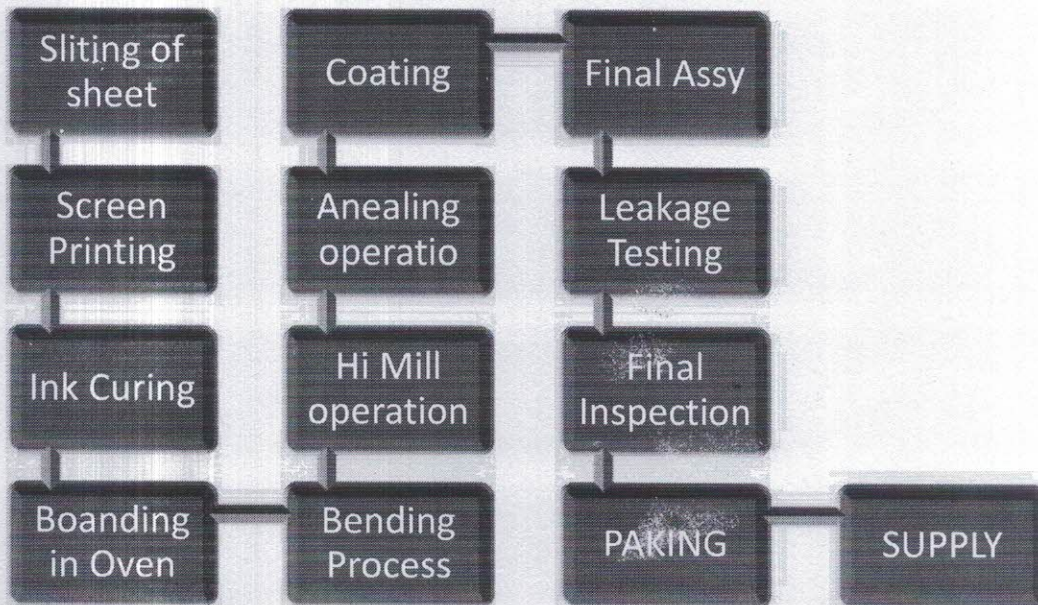 Sliting of
sheet
Screen
Printing
Ink Curing
Boanding
in Oven
Bending
Process
Hi Mill
operation
Anealing
operatio
Coating
Final Assy
Leakage
Testing
Final
Inspection
PAKING
SUPPLY